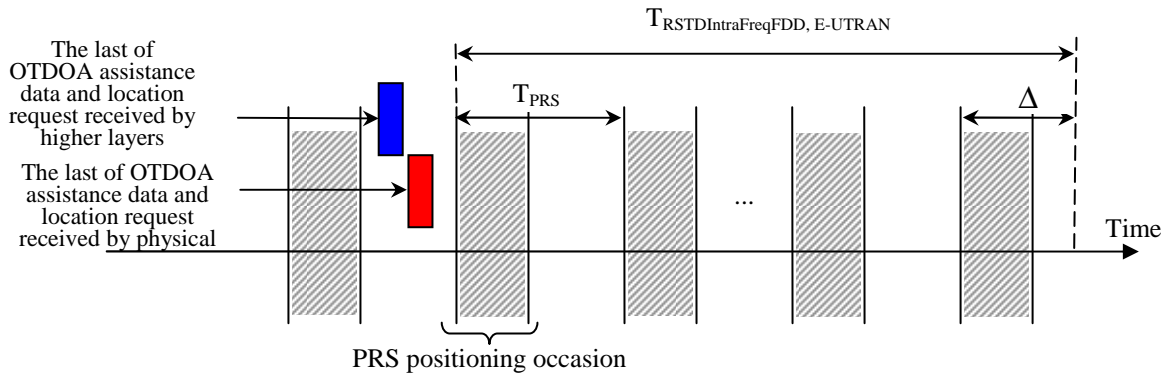 T_RSTDIntraFreqFDD, E-UTRAN
The last of
OTDOA assistance
data and location
request received by
higher layers
T_PRS
Δ
The last of OTDOA
assistance data and
location request
received by physical
...
Time
PRS positioning occasion